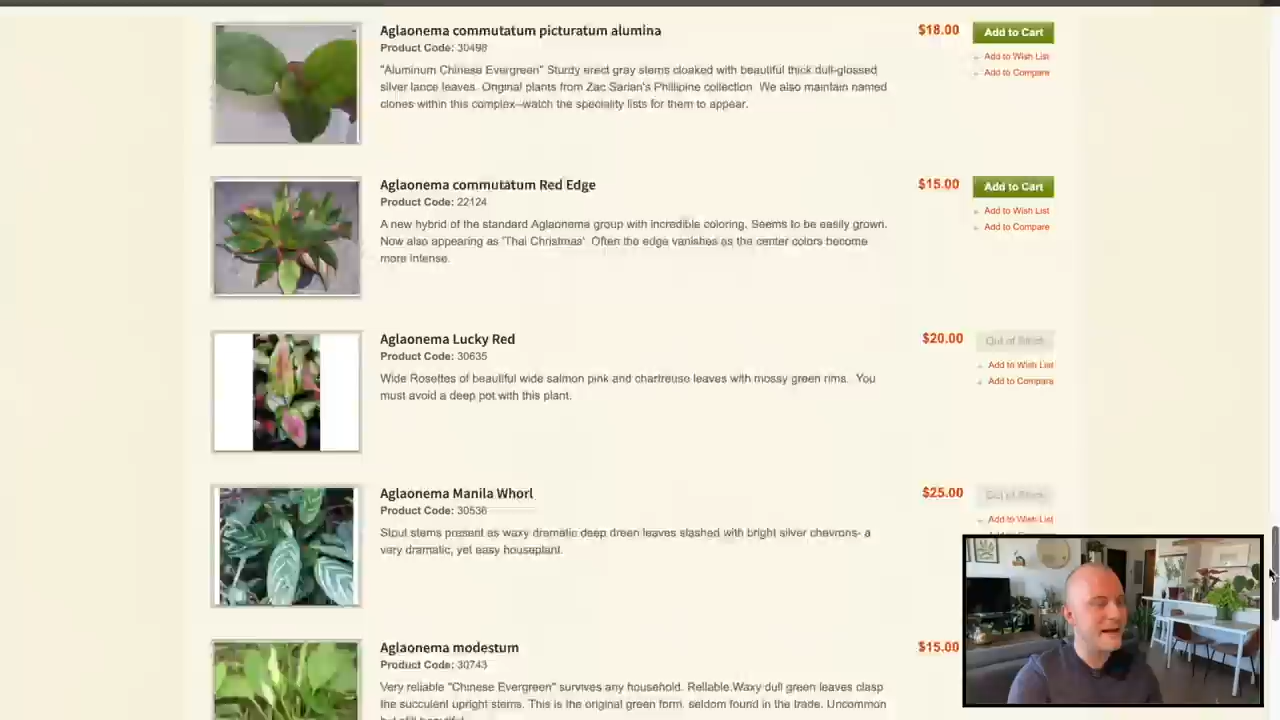 Aglaonema commutatum picturatum alumina
$18.00
Add to Cart
Product Code: 30498
Add to Wish List
"Aluminum Chinese Evergreen" Sturdy erect gray stems cloaked with beautiful thick dull-glossed
Add to Compare
silver lance leaves. Original plants from Zac Sarian's Phillipine collection. We also maintain named
clones within this complex--watch the speciality lists for them to appear.
Aglaonema commutatum Red Edge
$15.00
Add to Cart
Product Code: 22124
Add to Wish List
A new hybrid of the standard Aglaonema group with incredible coloring. Seems to be easily grown.
Add to Compare
Now also appearing as 'Thai Christmas'. Often the edge vanishes as the center colors become
more intense.
Aglaonema Lucky Red
$20.00
Out of Stock
Product Code: 30635
Add to Wish List
Wide Rosettes of beautiful wide salmon pink and chartreuse leaves with mossy green rims. You
Add to Compare
must avoid a deep pot with this plant.
Aglaonema Manila Whorl
$25.00
Out of Stock
Product Code: 30536
Add to Wish List
Stout stems present as waxy dramatic deep dreen leaves slashed with bright silver chevrons- a
very dramatic, yet easy houseplant.
Aglaonema modestum
$15.00
Product Code: 30743
Very reliable "Chinese Evergreen" survives any household. Reliable.Waxy dull green leaves clasp
the succulent upright stems. This is the original green form, seldom found in the trade. Uncommon
but still beautiful.